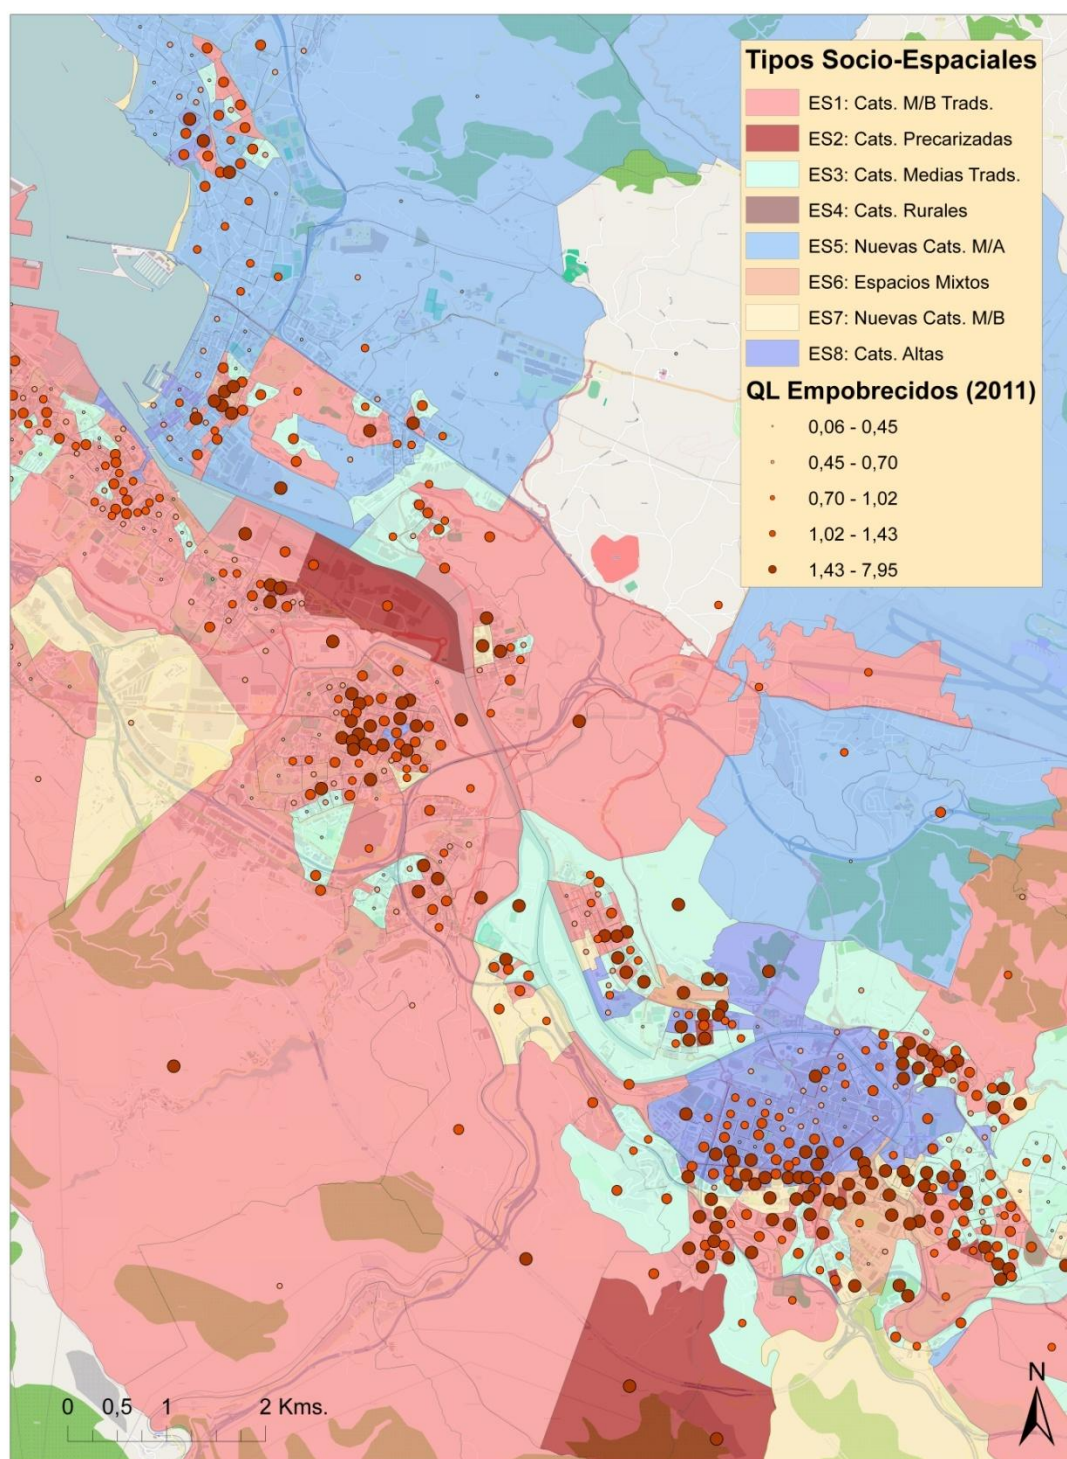 Tipos Socio-Espaciales
ES1: Cats. M/B Trads.
ES2: Cats. Precarizadas
ES3: Cats. Medias Trads.
ES4: Cats. Rurales
ES5: Nuevas Cats. M/A
ES6: Espacios Mixtos
ES7: Nuevas Cats. M/B
ES8: Cats. Altas
QL Empobrecidos (2011)
0,06 - 0,45
0,45 - 0,70
0,70 - 1,02
1,02 - 1,43
1,43 - 7,95
N
0 0,5 1 2 Kms.